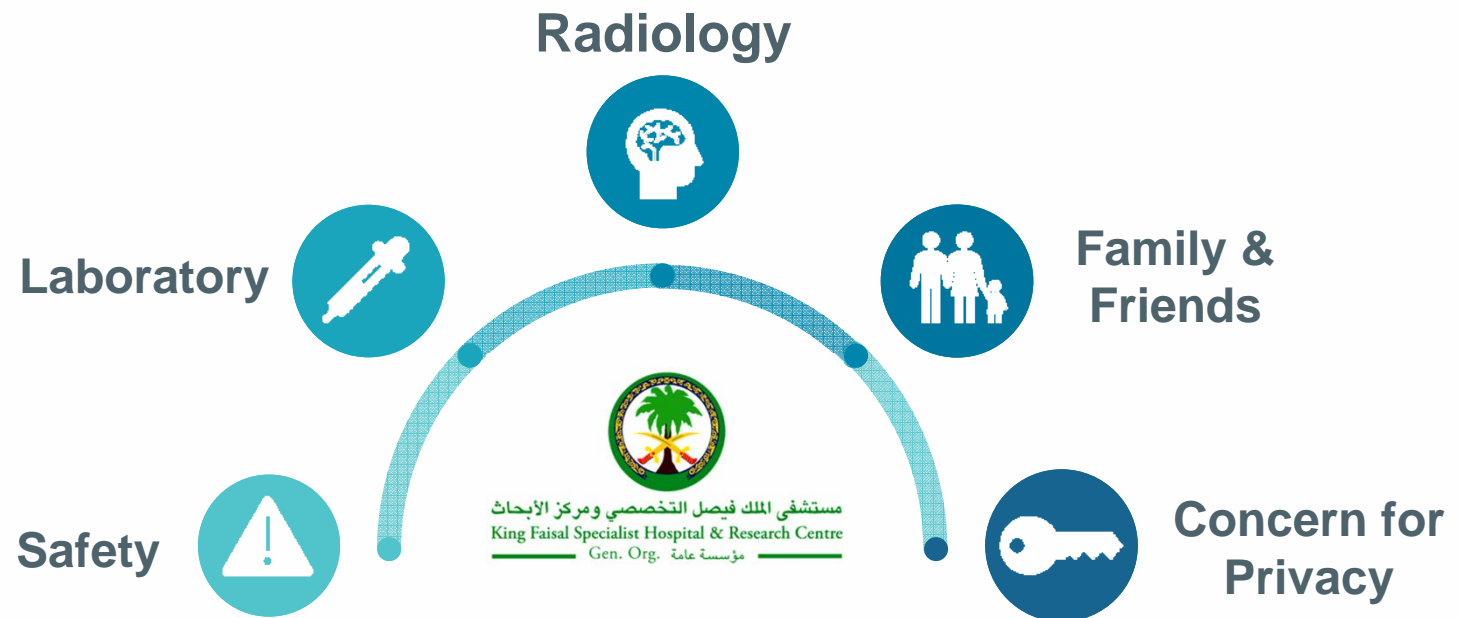 Radiology
Laboratory
Family &
Friends
مستشفى الملك فيصل التخصصي ومركز الأبحاث
King Faisal Specialist Hospital & Research Centre
Gen. Org. مؤسسة عامة
Safety
Concern for
Privacy